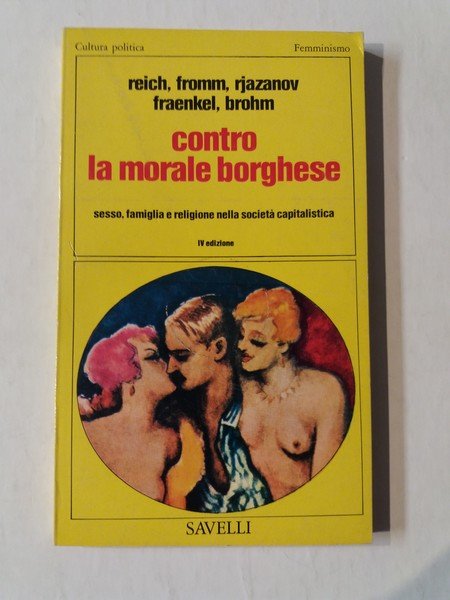 Cultura politica Femminismo
reich, fromm, rjazanov
fraenkel, brohm
contro
la morale borghese
sesso, famiglia e religione nella società capitalistica
IV edizione
SAVELLI